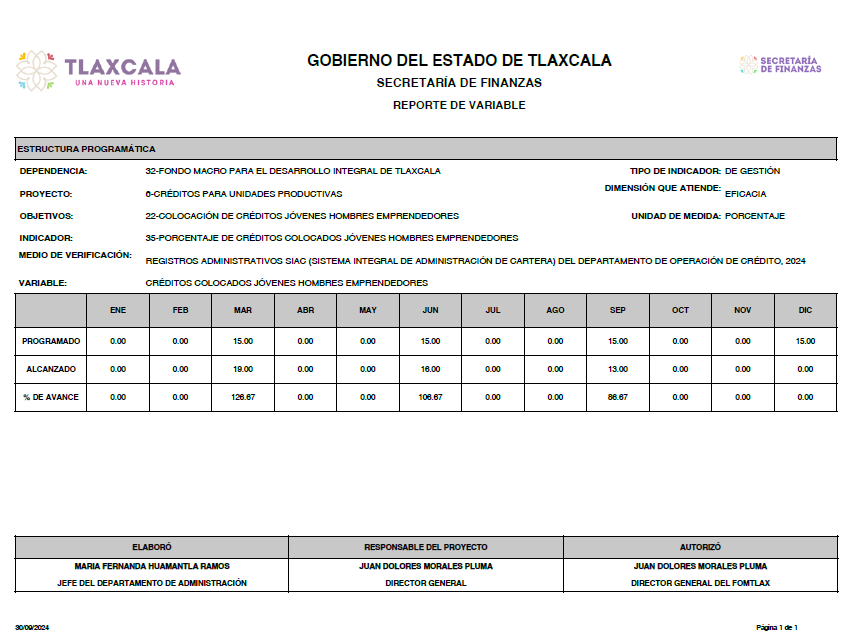 TLAXCALA
UNA NUEVA HISTORIA
GOBIERNO DEL ESTADO DE TLAXCALA
SECRETARÍA DE FINANZAS
REPORTE DE VARIABLE
SECRETARÍA
DE FINANZAS
ESTRUCTURA PROGRAMÁTICA
DEPENDENCIA: 32-FONDO MACRO PARA EL DESARROLLO INTEGRAL DE TLAXCALA TIPO DE INDICADOR: DE GESTIÓN
PROYECTO: 6-CRÉDITOS PARA UNIDADES PRODUCTIVAS DIMENSIÓN QUE ATIENDE: EFICACIA
OBJETIVOS: 22-COLOCACIÓN DE CRÉDITOS JÓVENES HOMBRES EMPRENDEDORES UNIDAD DE MEDIDA: PORCENTAJE
INDICADOR: 35-PORCENTAJE DE CRÉDITOS COLOCADOS JÓVENES HOMBRES EMPRENDEDORES
MEDIO DE VERIFICACIÓN: REGISTROS ADMINISTRATIVOS SIAC (SISTEMA INTEGRAL DE ADMINISTRACIÓN DE CARTERA) DEL DEPARTAMENTO DE OPERACIÓN DE CRÉDITO, 2024
VARIABLE: CRÉDITOS COLOCADOS JÓVENES HOMBRES EMPRENDEDORES
ENE FEB MAR ABR MAY JUN JUL AGO SEP OCT NOV DIC
PROGRAMADO 0.00 0.00 15.00 0.00 0.00 15.00 0.00 0.00 15.00 0.00 0.00 15.00
ALCANZADO 0.00 0.00 19.00 0.00 0.00 16.00 0.00 0.00 13.00 0.00 0.00 0.00
% DE AVANCE 0.00 0.00 126.67 0.00 0.00 106.67 0.00 0.00 86.67 0.00 0.00 0.00
ELABORÓ RESPONSABLE DEL PROYECTO AUTORIZÓ
MARIA FERNANDA HUAMANTLA RAMOS JUAN DOLORES MORALES PLUMA JUAN DOLORES MORALES PLUMA
JEFE DEL DEPARTAMENTO DE ADMINISTRACIÓN DIRECTOR GENERAL DIRECTOR GENERAL DEL FOMTLAX
30/09/2024 Página 1 de 1